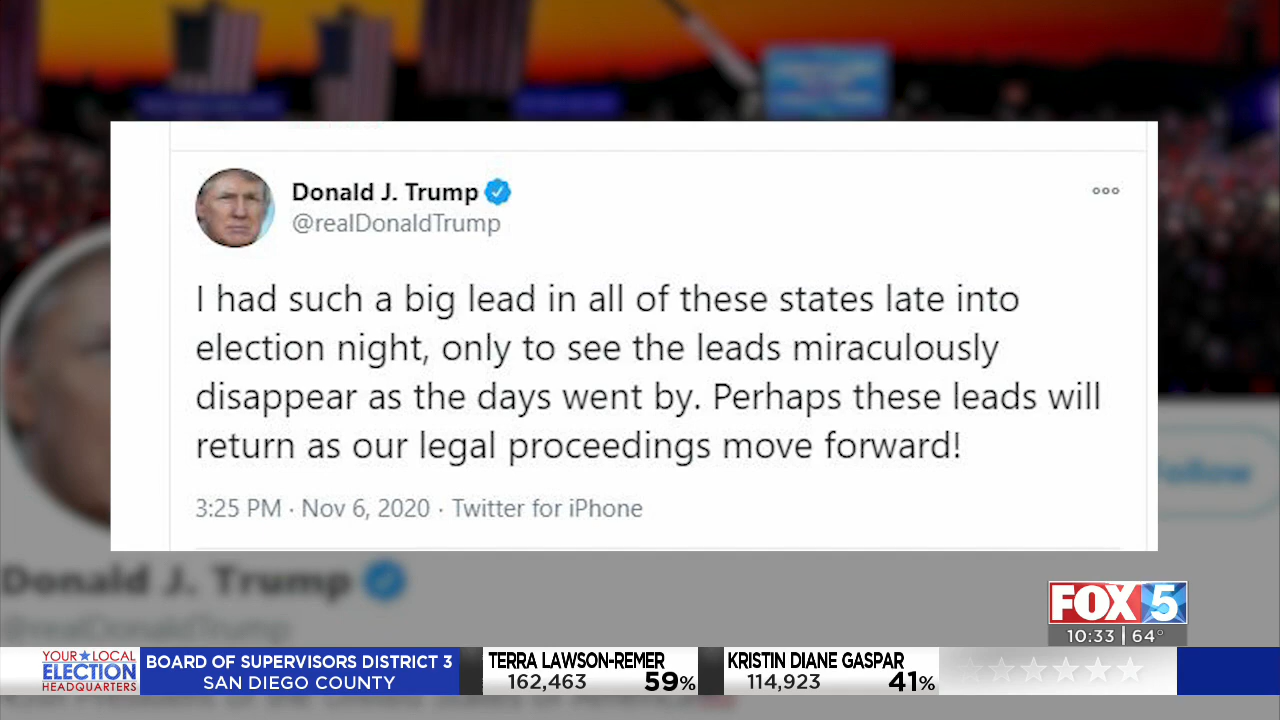 Donald J. Trump
@realDonaldTrump
I had such a big lead in all of these states late into
election night, only to see the leads miraculously
disappear as the days went by. Perhaps these leads will
return as our legal proceedings move forward!
3:25 PM · Nov 6, 2020 · Twitter for iPhone
Follow
Donald J. Trump
@realDonaldTrump
FOX 5
10:33 | 64°
YOUR LOCAL
ELECTION
HEADQUARTERS
BOARD OF SUPERVISORS DISTRICT 3
SAN DIEGO COUNTY
TERRA LAWSON-REMER
162,463 59%
KRISTIN DIANE GASPAR
114,923 41%